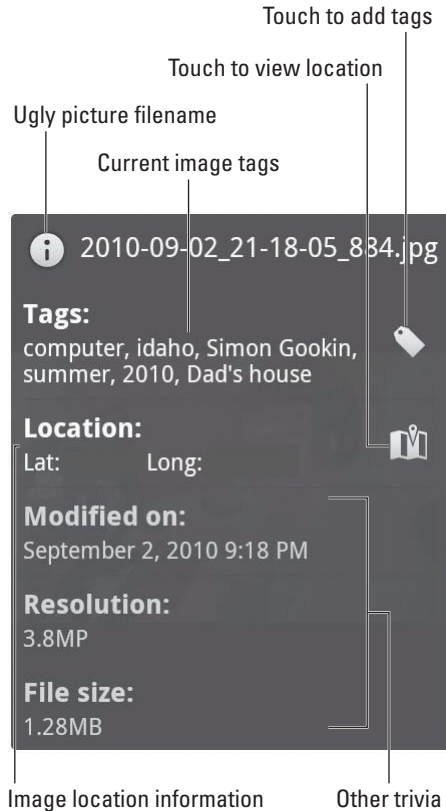 Touch to add tags
Touch to view location
Ugly picture filename
Current image tags
2010-09-02_21-18-05_884.jpg
Tags:
computer, idaho, Simon Gookin,
summer, 2010, Dad's house
Location:
Lat: Long:
Modified on:
September 2, 2010 9:18 PM
Resolution:
3.8MP
File size:
1.28MB
Image location information Other trivia